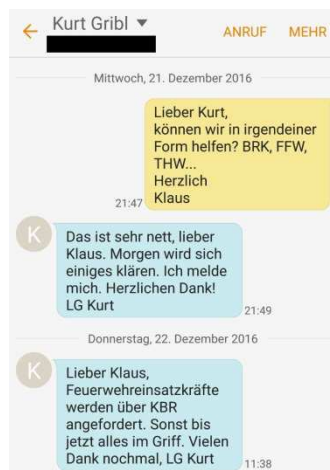 Kurt Gribl
ANRUF MEHR
Mittwoch, 21. Dezember 2016
Lieber Kurt,
können wir in irgendeiner
Form helfen? BRK, FFW,
THW...
Herzlich
Klaus
21:47
K
Das ist sehr nett, lieber
Klaus. Morgen wird sich
einiges klären. Ich melde
mich. Herzlichen Dank!
LG Kurt
21:49
Donnerstag, 22. Dezember 2016
K
Lieber Klaus,
Feuerwehreinsatzkräfte
werden über KBR
angefordert. Sonst bis
jetzt alles im Griff. Vielen
Dank nochmal, LG Kurt
11:38